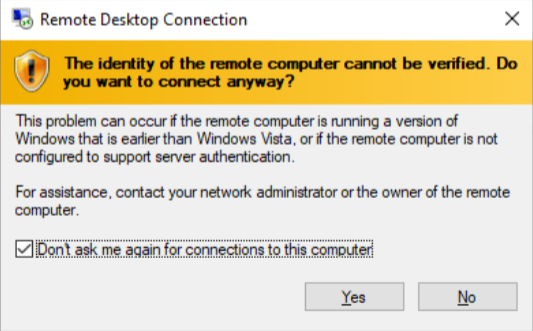 Remote Desktop Connection
The identity of the remote computer cannot be verified. Do
you want to connect anyway?
This problem can occur if the remote computer is running a version of
Windows that is earlier than Windows Vista, or if the remote computer is not
configured to support server authentication.
For assistance, contact your network administrator or the owner of the remote
computer.
Don't ask me again for connections to this computer
Yes
No